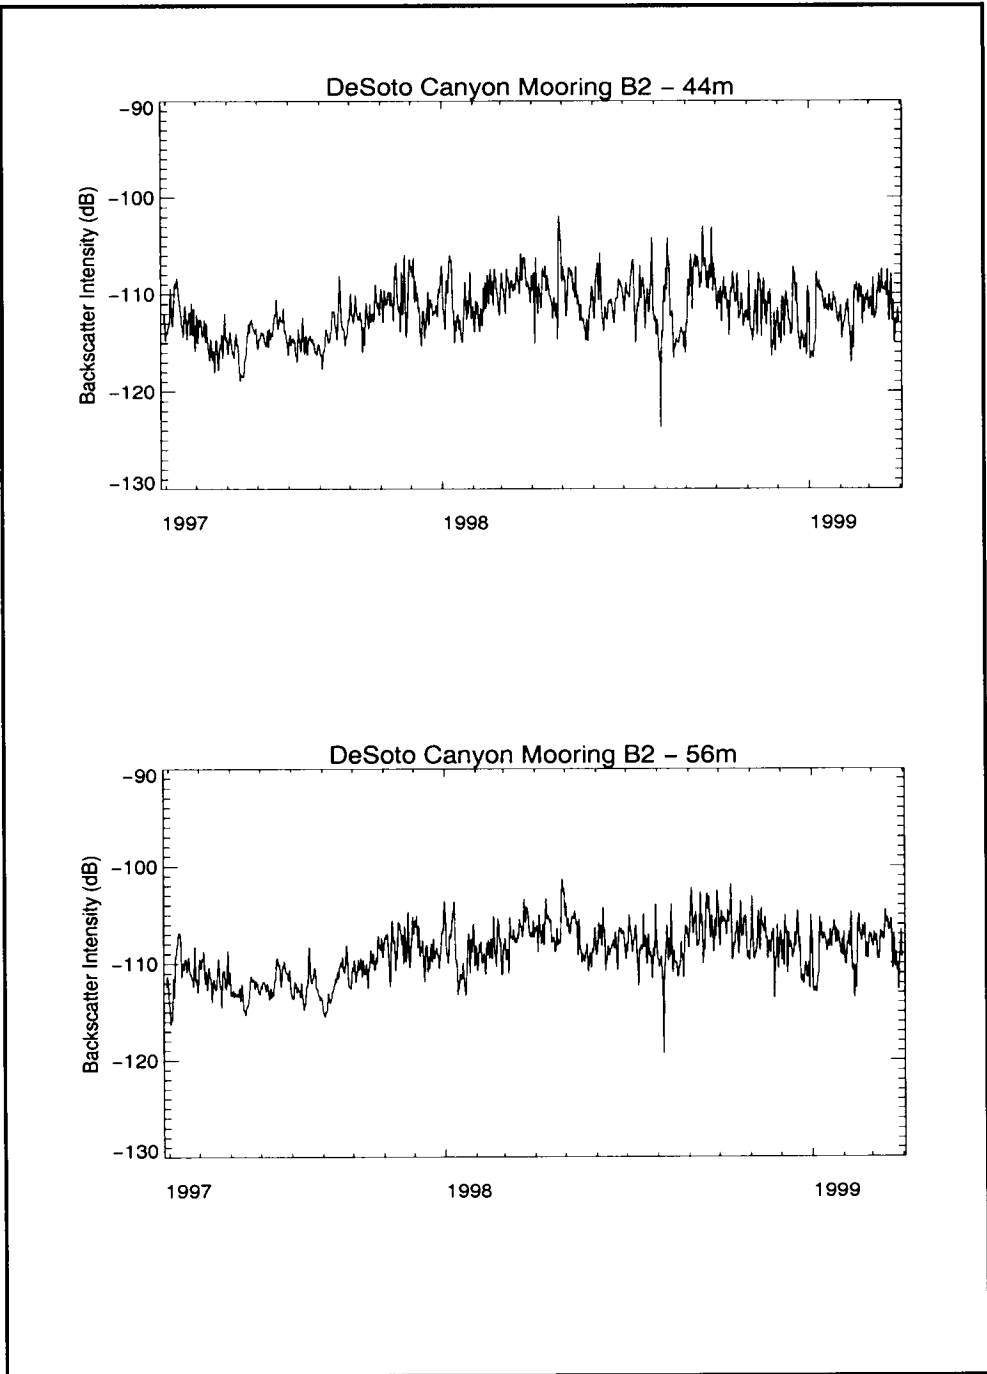 DeSoto Canyon Mooring B2 – 44m
−90
−100
−110
−120
−130
Backscatter Intensity (dB)
1997 1998 1999
DeSoto Canyon Mooring B2 – 56m
−90
−100
−110
−120
−130
Backscatter Intensity (dB)
1997 1998 1999